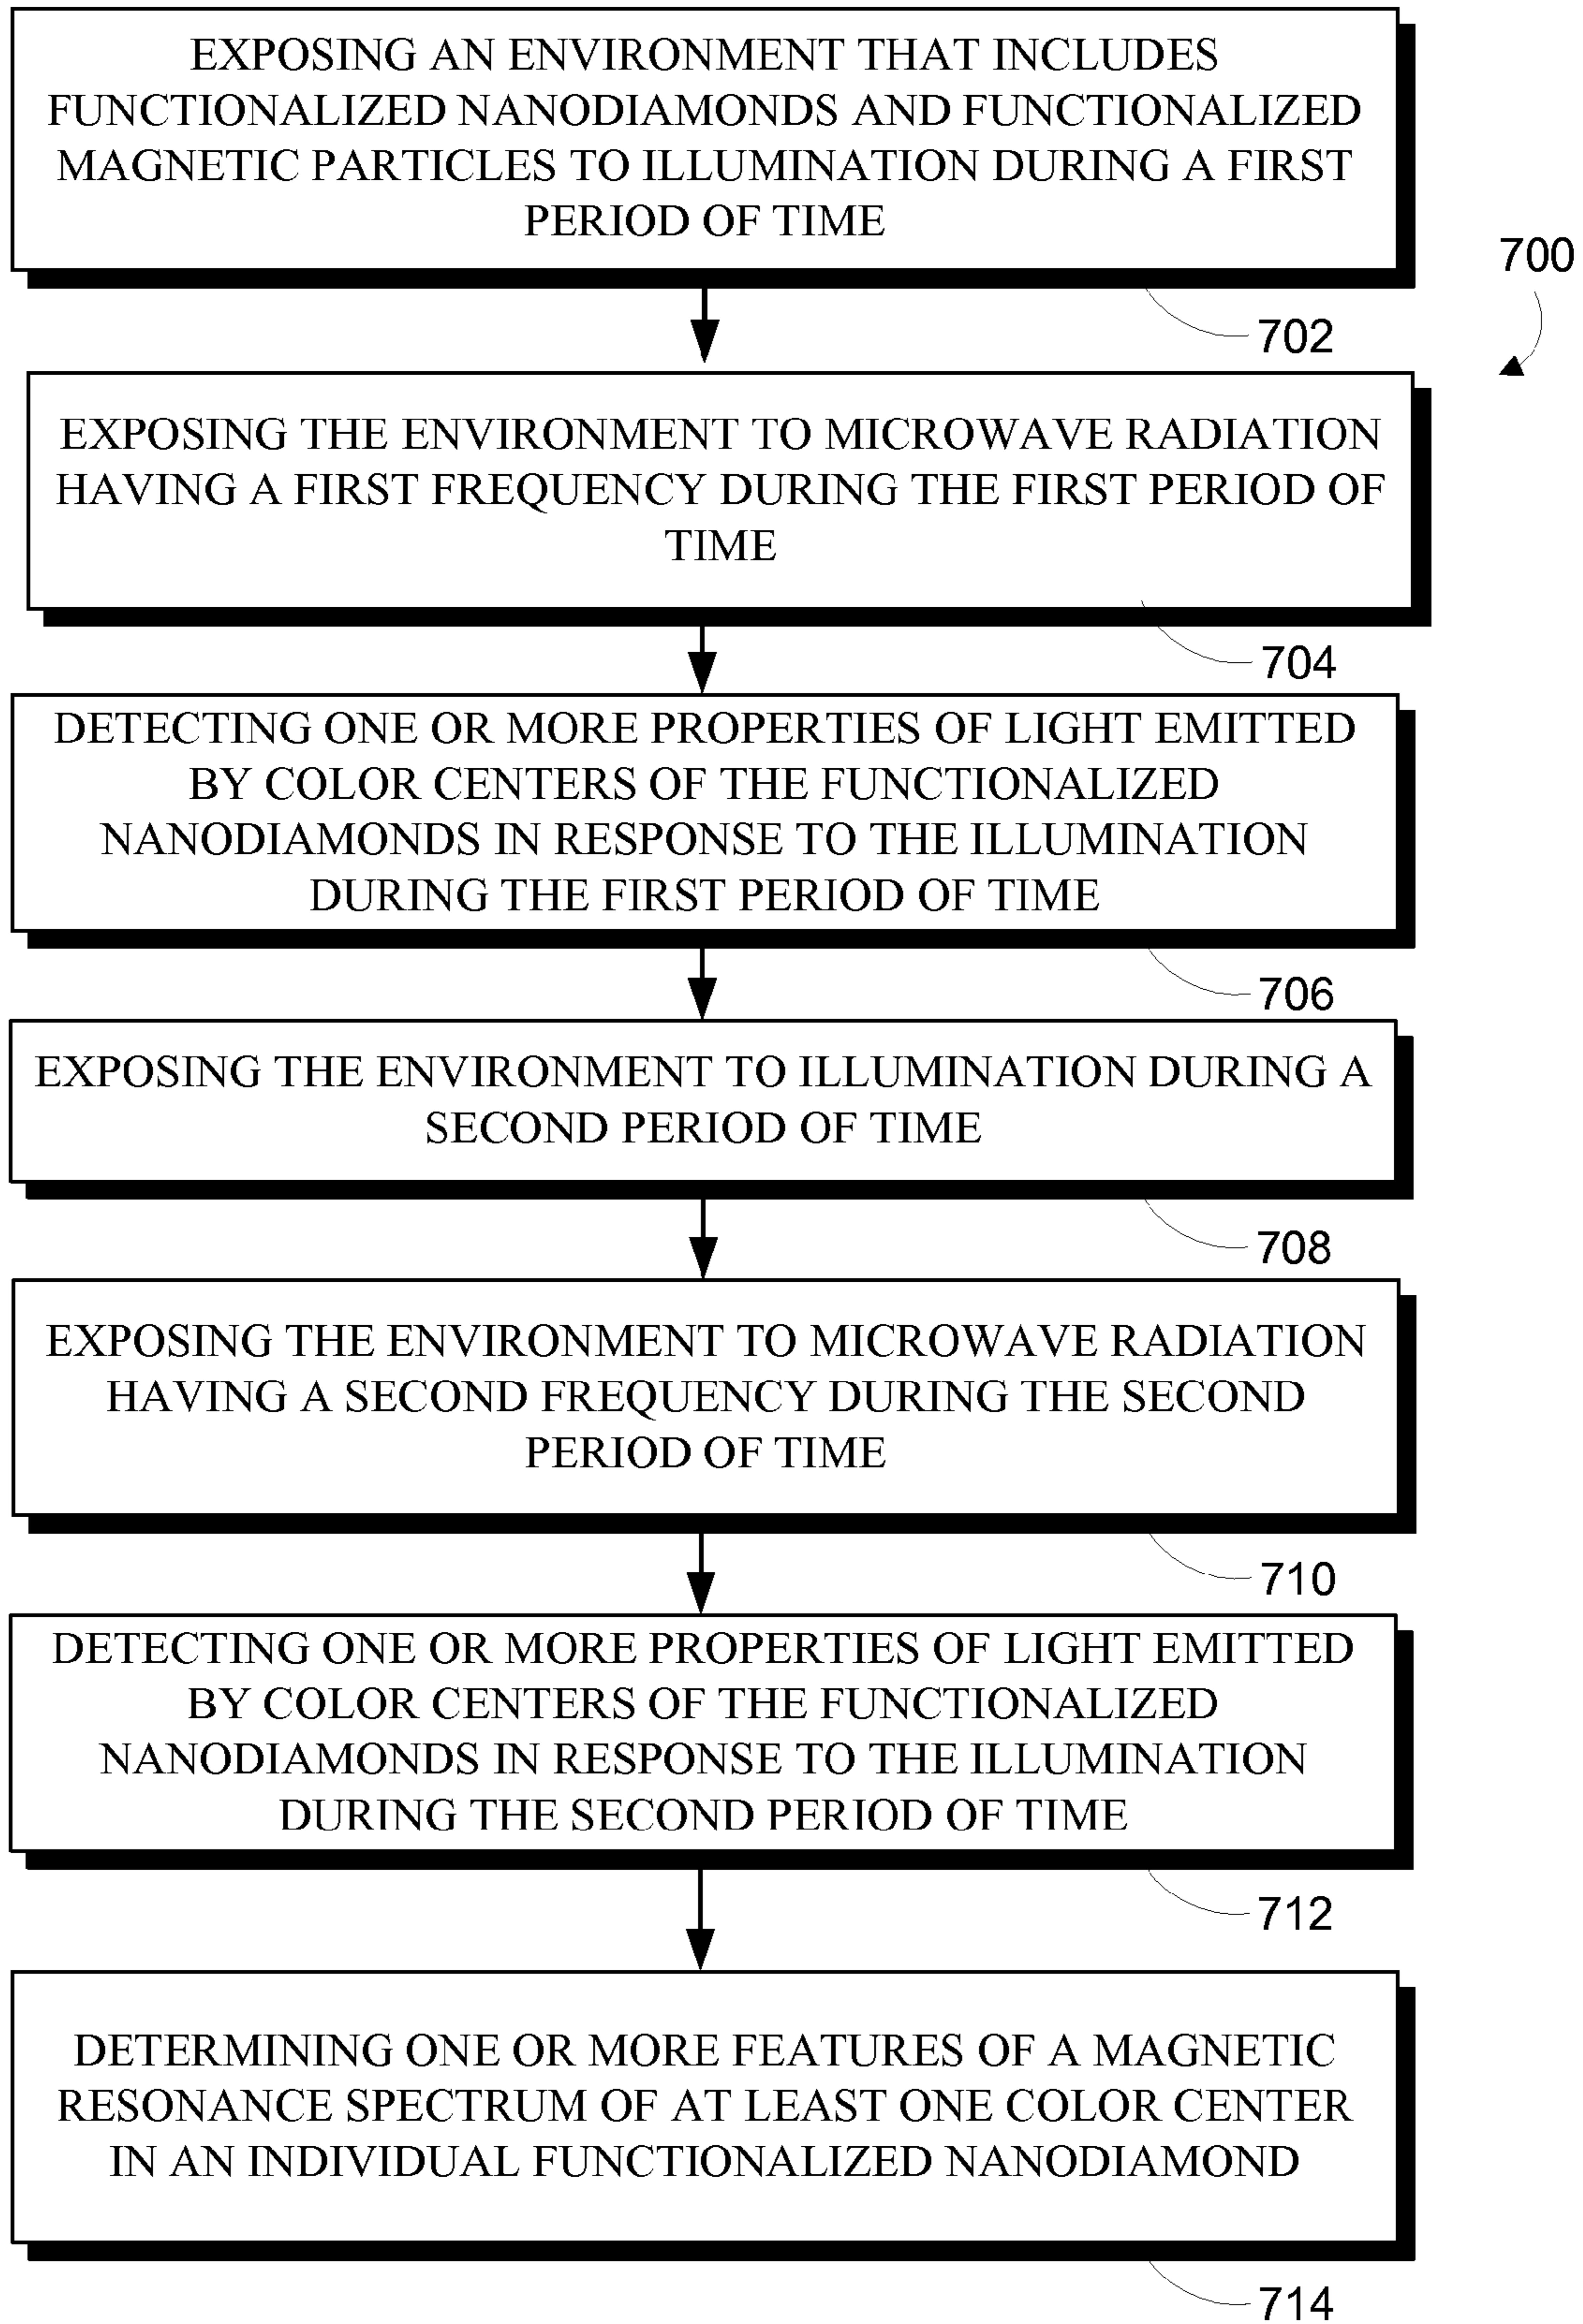 EXPOSING AN ENVIRONMENT THAT INCLUDES
FUNCTIONALIZED NANODIAMONDS AND FUNCTIONALIZED
MAGNETIC PARTICLES TO ILLUMINATION DURING A FIRST
PERIOD OF TIME
700
702
EXPOSING THE ENVIRONMENT TO MICROWAVE RADIATION
HAVING A FIRST FREQUENCY DURING THE FIRST PERIOD OF
TIME
704
DETECTING ONE OR MORE PROPERTIES OF LIGHT EMITTED
BY COLOR CENTERS OF THE FUNCTIONALIZED
NANODIAMONDS IN RESPONSE TO THE ILLUMINATION
DURING THE FIRST PERIOD OF TIME
706
EXPOSING THE ENVIRONMENT TO ILLUMINATION DURING A
SECOND PERIOD OF TIME
708
EXPOSING THE ENVIRONMENT TO MICROWAVE RADIATION
HAVING A SECOND FREQUENCY DURING THE SECOND
PERIOD OF TIME
710
DETECTING ONE OR MORE PROPERTIES OF LIGHT EMITTED
BY COLOR CENTERS OF THE FUNCTIONALIZED
NANODIAMONDS IN RESPONSE TO THE ILLUMINATION
DURING THE SECOND PERIOD OF TIME
712
DETERMINING ONE OR MORE FEATURES OF A MAGNETIC
RESONANCE SPECTRUM OF AT LEAST ONE COLOR CENTER
IN AN INDIVIDUAL FUNCTIONALIZED NANODIAMOND
714